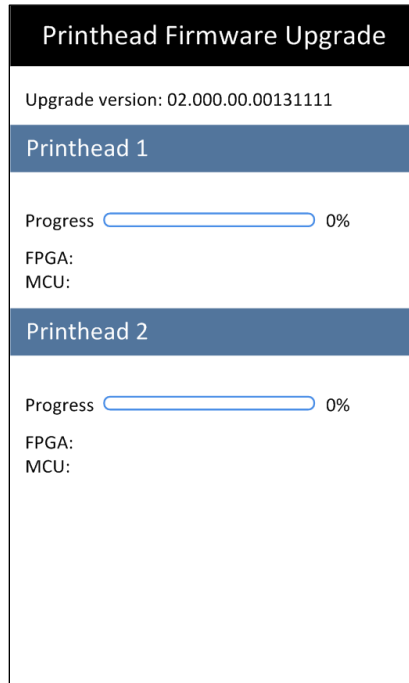 Printhead Firmware Upgrade
Upgrade version: 02.000.00.00131111
Printhead 1
Progress 0%
FPGA:
MCU:
Printhead 2
Progress 0%
FPGA:
MCU: